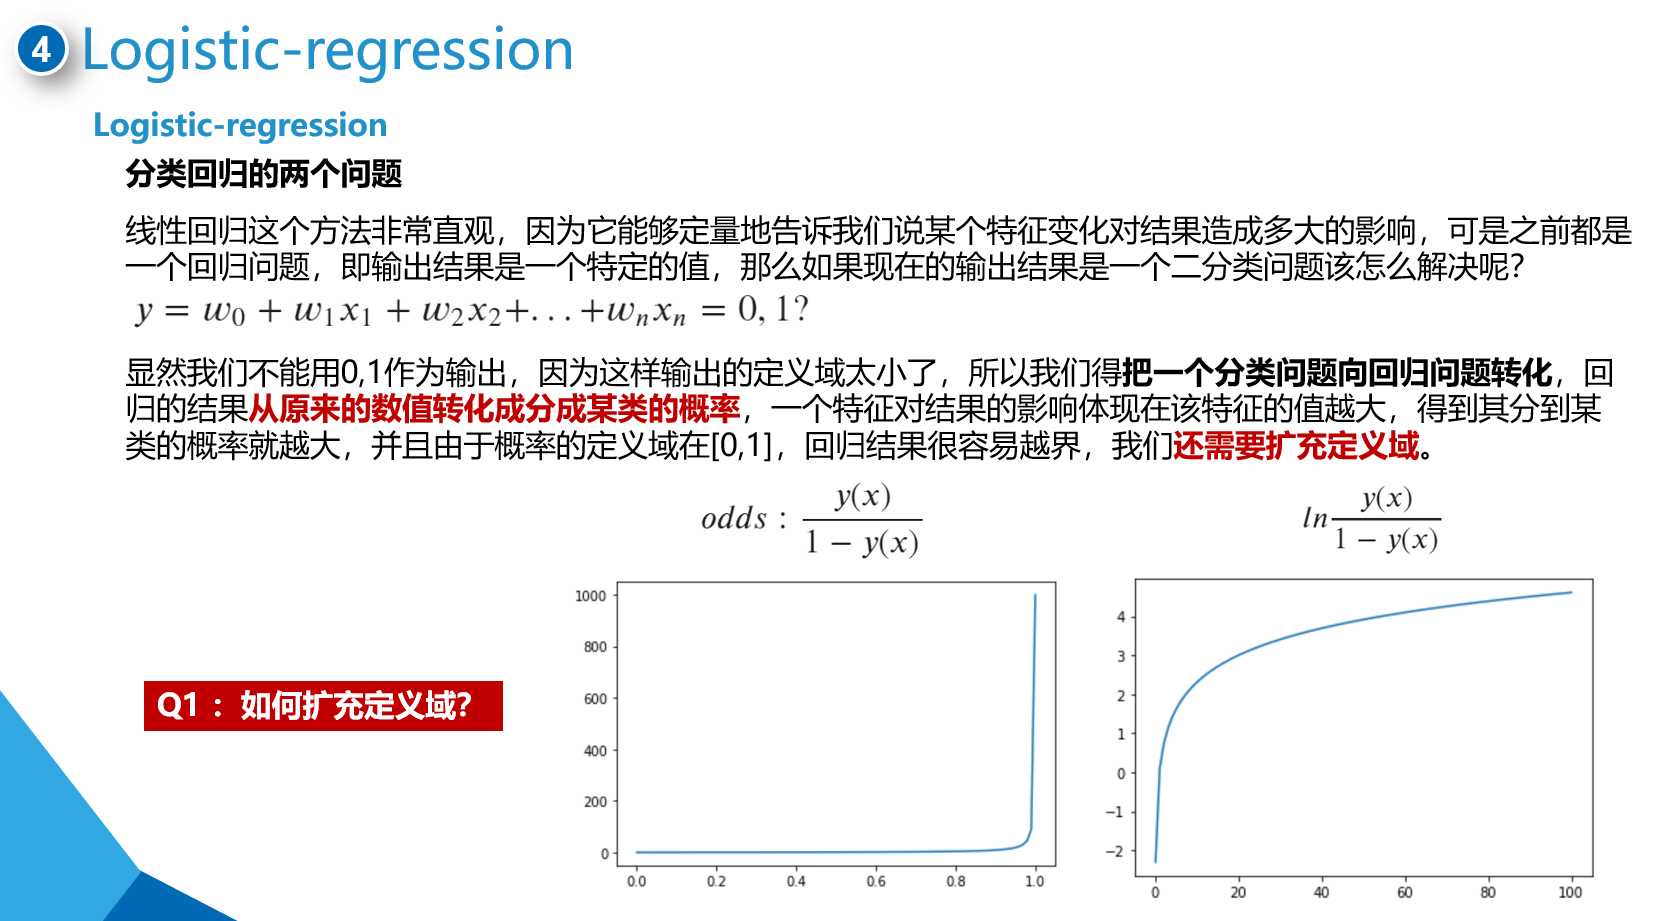 4 Logistic-regression
Logistic-regression
分类回归的两个问题
线性回归这个方法非常直观，因为它能够定量地告诉我们说某个特征变化对结果造成多大的影响，可是之前都是
一个回归问题，即输出结果是一个特定的值，那么如果现在的输出结果是一个二分类问题该怎么解决呢？
y = w₀ + w₁x₁ + w₂x₂+...+wₙxₙ = 0, 1?
显然我们不能用0,1作为输出，因为这样输出的定义域太小了，所以我们得把一个分类问题向回归问题转化，回
归的结果从原来的数值转化成分成某类的概率，一个特征对结果的影响体现在该特征的值越大，得到其分到某
类的概率就越大，并且由于概率的定义域在[0,1]，回归结果很容易越界，我们还需要扩充定义域。
odds : y(x) / 1 − y(x)
ln y(x) / 1 − y(x)
Q1 ：如何扩充定义域？
1000
800
600
400
200
0
0.0 0.2 0.4 0.6 0.8 1.0
4
3
2
1
0
−1
−2
0 20 40 60 80 100